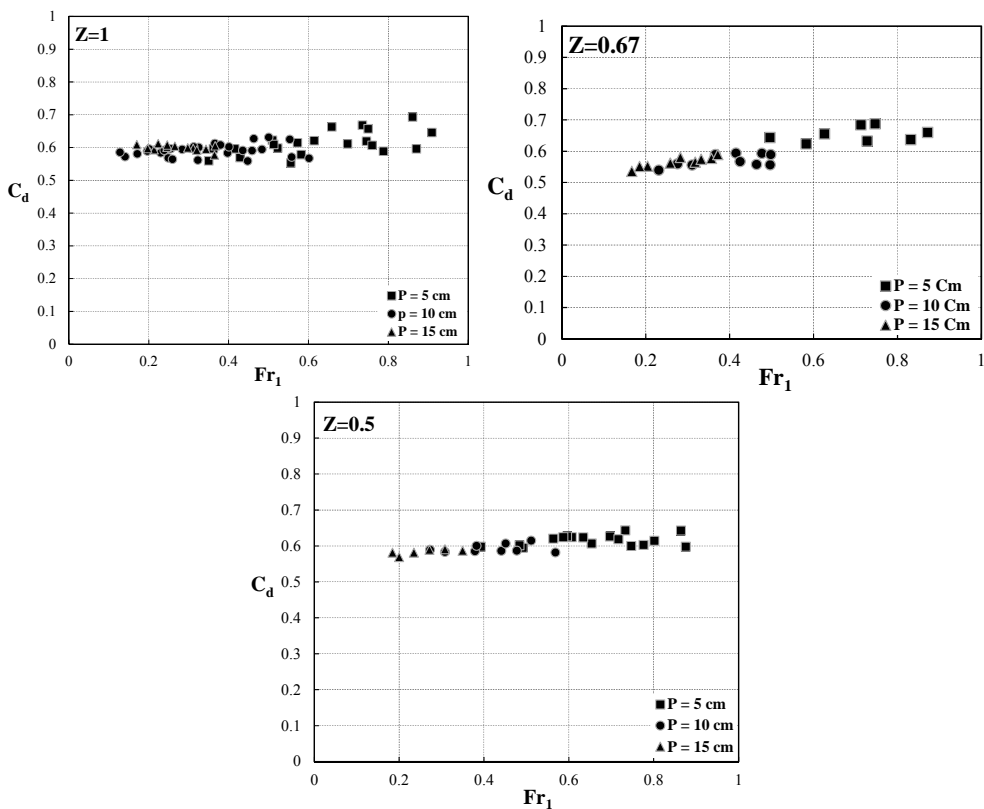 Z=1
1
0.9
0.8
0.7
0.6
0.5
0.4
0.3
0.2
0.1
0
C_d
0 0.2 0.4 0.6 0.8 1
Fr_1
P = 5 cm
p = 10 cm
P = 15 cm
Z=0.67
1
0.9
0.8
0.7
0.6
0.5
0.4
0.3
0.2
0.1
0
C_d
0 0.2 0.4 0.6 0.8 1
Fr_1
P = 5 Cm
P = 10 Cm
P = 15 Cm
Z=0.5
1
0.9
0.8
0.7
0.6
0.5
0.4
0.3
0.2
0.1
0
C_d
0 0.2 0.4 0.6 0.8 1
Fr_1
P = 5 cm
P = 10 cm
P = 15 cm